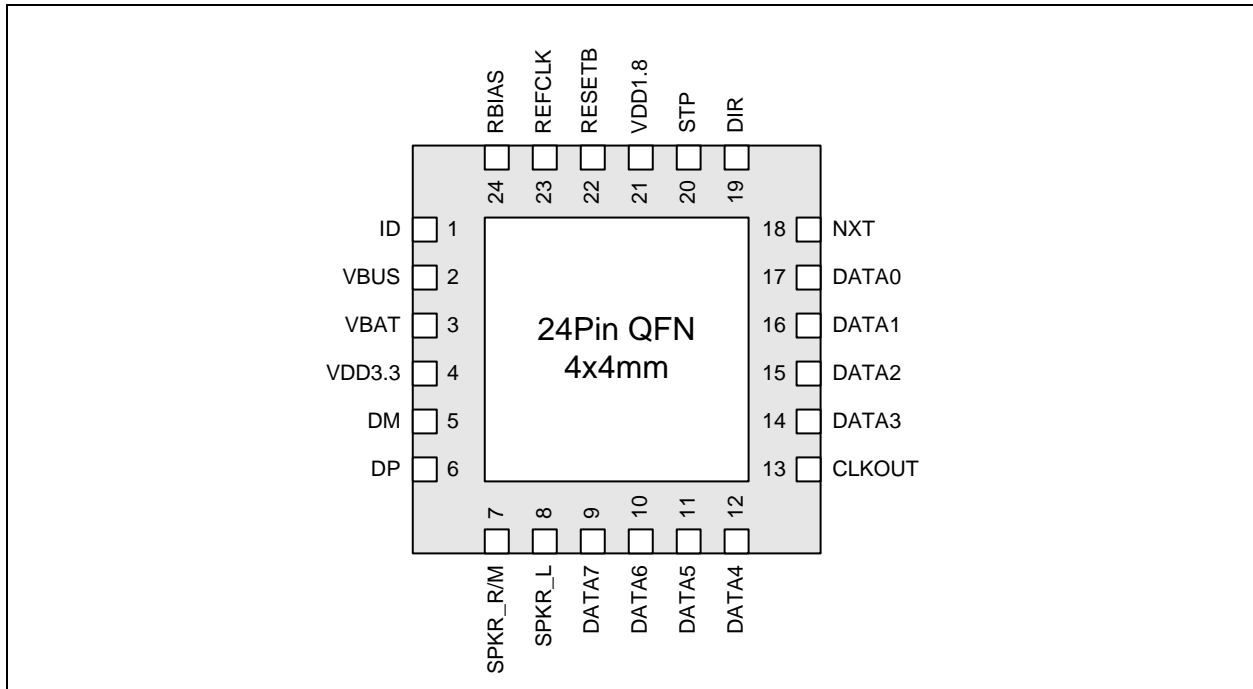 RBIAS
REFCLK
RESETB
VDD1.8
STP
DIR
24
23
22
21
20
19
ID 1
18 NXT
VBUS 2
17 DATA0
VBAT 3
16 DATA1
VDD3.3 4
15 DATA2
DM 5
14 DATA3
DP 6
13 CLKOUT
24Pin QFN
4x4mm
7
8
9
10
11
12
SPKR_R/M
SPKR_L
DATA7
DATA6
DATA5
DATA4